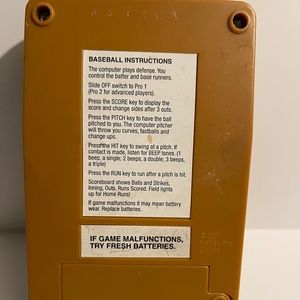 BASEBALL INSTRUCTIONS
The computer plays defense. You
control the batter and base runners.
Slide OFF switch to Pro 1
(Pro 2 for advanced players).
Press the SCORE key to display the
score and change sides after 3 outs.
Press the PITCH key to have the ball
pitched to you. The computer pitcher
will throw you curves, fastballs and
change ups.
Press the HIT key to swing at a pitch. If
contact is made, listen for BEEP tones. (1
beep, a single; 2 beeps, a double; 3 beeps,
a triple)
Press the RUN key to run after a pitch is hit.
Scoreboard shows Balls and Strikes,
Inning, Outs, Runs Scored. Field lights
up for Home Runs!
If game malfunctions it may mean battery
wear. Replace batteries.
IF GAME MALFUNCTIONS,
TRY FRESH BATTERIES.